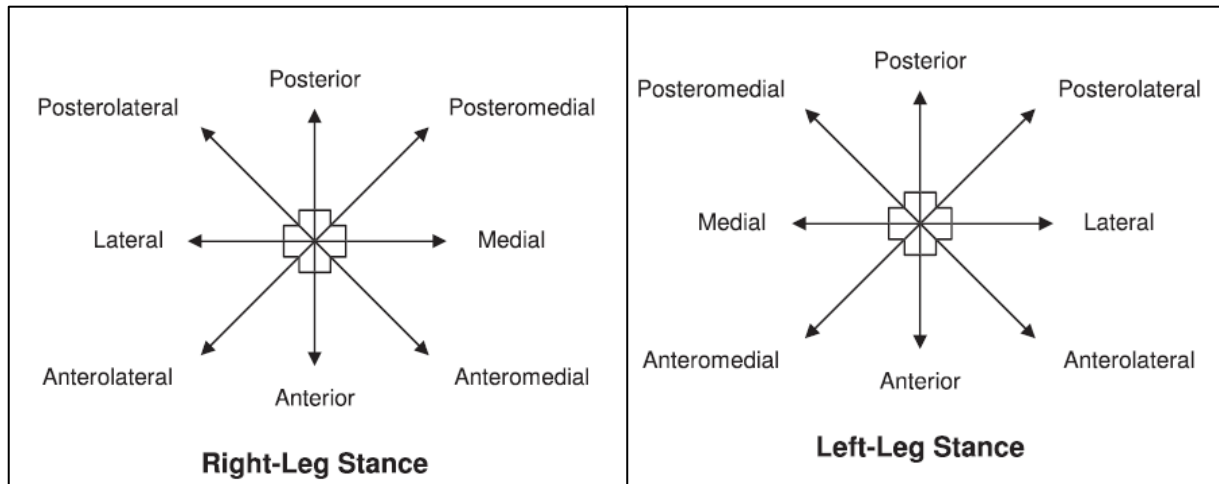 Posterior
Posterolateral
Posteromedial
Lateral
Medial
Anterolateral
Anteromedial
Anterior
Right-Leg Stance
Posterior
Posteromedial
Posterolateral
Medial
Lateral
Anteromedial
Anterolateral
Anterior
Left-Leg Stance